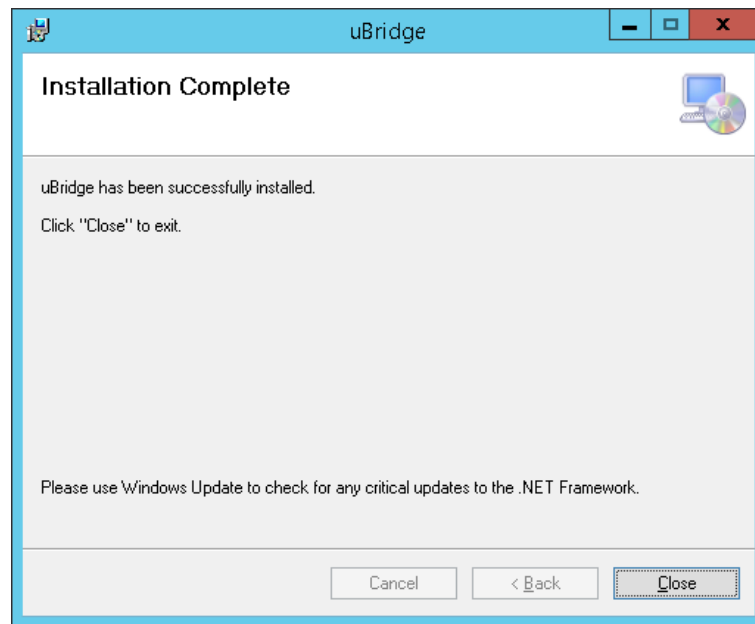 uBridge
Installation Complete
uBridge has been successfully installed.
Click "Close" to exit.
Please use Windows Update to check for any critical updates to the .NET Framework.
Cancel
< Back
Close